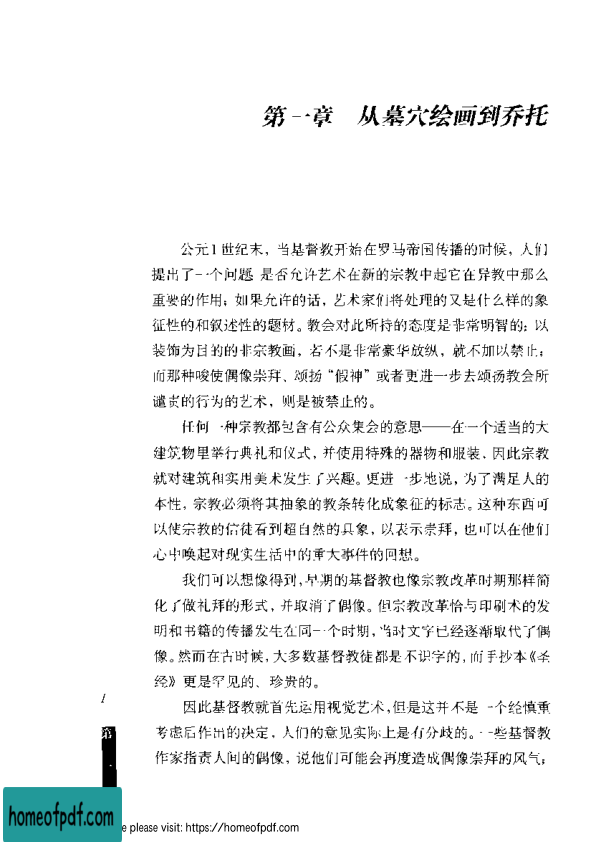 第一章 从墓穴绘画到乔托
公元1世纪末，当基督教开始在罗马帝国传播的时候，人们
提出了一个问题 是否允许艺术在新的宗教中起它在异教中那么
重要的作用；如果允许的话，艺术家们将处理的又是什么样的象
征性的和叙述性的题材。教会对此所持的态度是非常明智的：以
装饰为目的的非宗教画，若不是非常豪华放纵，就不加以禁止；
而那种唆使偶像崇拜、颂扬“假神”或者更进一步去颂扬教会所
谴责的行为的艺术，则是被禁止的。
任何一种宗教都包含有公众集会的意思——在一个适当的大
建筑物里举行典礼和仪式，并使用特殊的器物和服装、因此宗教
就对建筑和实用美术发生了兴趣。更进一步地说，为了满足人的
本性，宗教必须将其抽象的教条转化成象征的标志。这种东西可
以使宗教的信徒看到超自然的具象，以表示崇拜，也可以在他们
心中唤起对现实生活中的重大事件的回想。
我们可以想像得到，早期的基督教也像宗教改革时期那样简
化了做礼拜的形式，并取消了偶像。但宗教改革恰与印刷术的发
明和书籍的传播发生在同一个时期，当时文字已经逐渐取代了偶
像。然而在古时候，大多数基督教徒都是不识字的，而手抄本《圣
经》更是罕见的、珍贵的。
因此基督教就首先运用视觉艺术，但是这并不是一个经慎重
考虑后作出的决定，人们的意见实际上是有分歧的。一些基督教
作家指责人间的偶像，说他们可能会再度造成偶像崇拜的风气；
1
第
homeofpdf.com
e please visit: https://homeofpdf.com